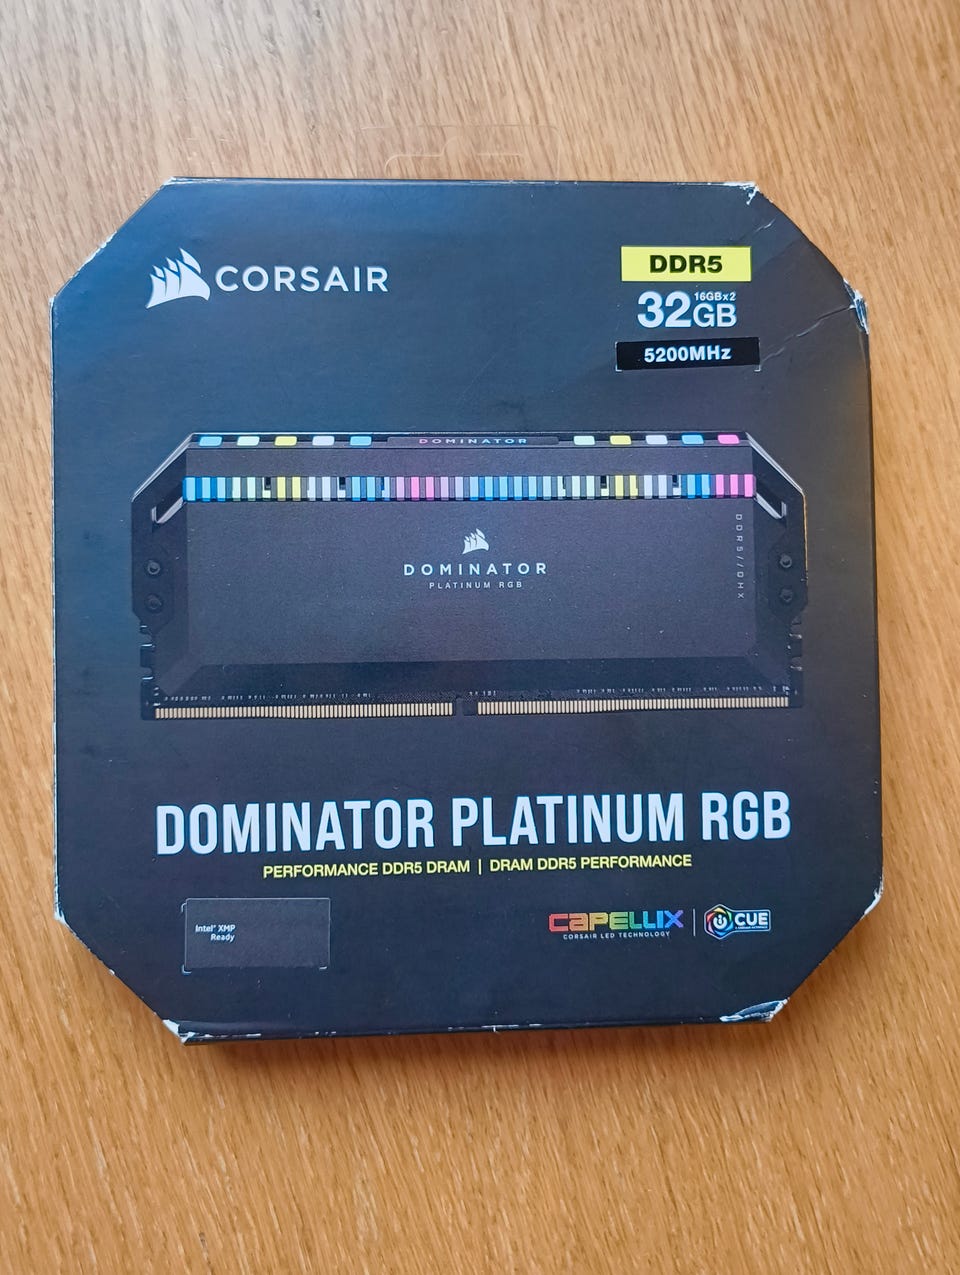 CORSAIR
DDR5
16GBx2
32GB
5200MHz
DOMINATOR
DOMINATOR
PLATINUM RGB
DDR5//DHX
DOMINATOR PLATINUM RGB
PERFORMANCE DDR5 DRAM | DRAM DDR5 PERFORMANCE
Intel® XMP
Ready
CAPELLIX
CORSAIR LED TECHNOLOGY
iCUE